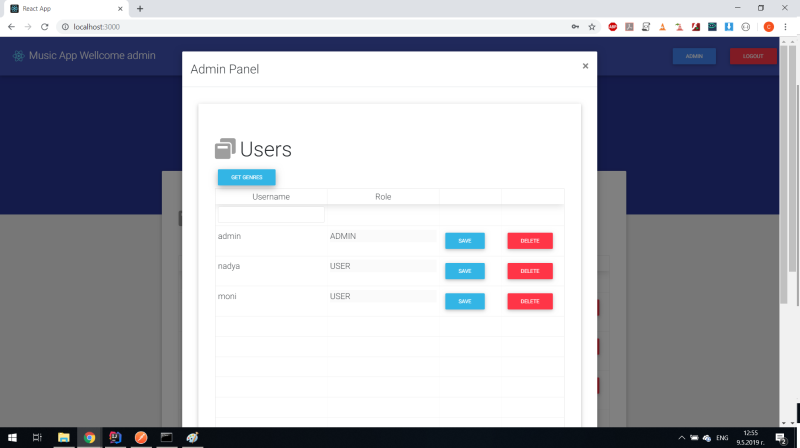 React App
localhost:3000
ABP
C
Music App Wellcome admin
ADMIN
LOGOUT
Admin Panel
×
Users
GET GENRES
Username Role
admin ADMIN SAVE DELETE
nadya USER SAVE DELETE
moni USER SAVE DELETE
ENG
12:55
9.5.2019 г.
2